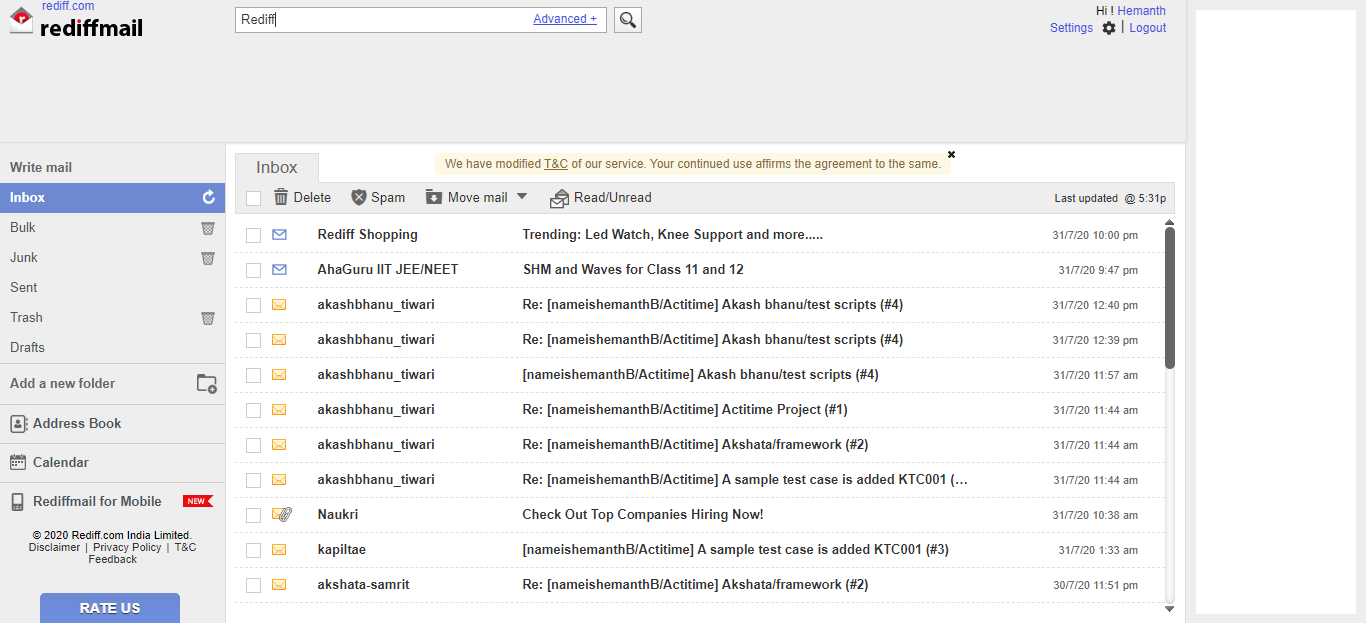 rediff.com
rediffmail
Rediff
Advanced +
Hi ! Hemanth
Settings | Logout
Write mail
Inbox
Bulk
Junk
Sent
Trash
Drafts
Add a new folder
Address Book
Calendar
Rediffmail for Mobile NEW
© 2020 Rediff.com India Limited.
Disclaimer | Privacy Policy | T&C
Feedback
RATE US
Inbox
We have modified T&C of our service. Your continued use affirms the agreement to the same.
Delete Spam Move mail Read/Unread Last updated @ 5:31p
Rediff Shopping Trending: Led Watch, Knee Support and more..... 31/7/20 10:00 pm
AhaGuru IIT JEE/NEET SHM and Waves for Class 11 and 12 31/7/20 9:47 pm
akashbhanu_tiwari Re: [nameishemanthB/Actitime] Akash bhanu/test scripts (#4) 31/7/20 12:40 pm
akashbhanu_tiwari Re: [nameishemanthB/Actitime] Akash bhanu/test scripts (#4) 31/7/20 12:39 pm
akashbhanu_tiwari [nameishemanthB/Actitime] Akash bhanu/test scripts (#4) 31/7/20 11:57 am
akashbhanu_tiwari Re: [nameishemanthB/Actitime] Actitime Project (#1) 31/7/20 11:44 am
akashbhanu_tiwari Re: [nameishemanthB/Actitime] Akshata/framework (#2) 31/7/20 11:44 am
akashbhanu_tiwari Re: [nameishemanthB/Actitime] A sample test case is added KTC001 (... 31/7/20 11:44 am
Naukri Check Out Top Companies Hiring Now! 31/7/20 10:38 am
kapiltae [nameishemanthB/Actitime] A sample test case is added KTC001 (#3) 31/7/20 1:33 am
akshata-samrit Re: [nameishemanthB/Actitime] Akshata/framework (#2) 30/7/20 11:51 pm